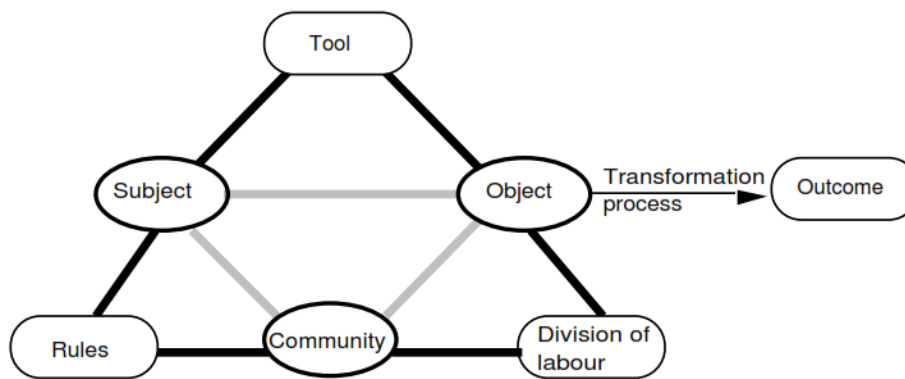 Tool
Subject
Object
Transformation
process
Outcome
Rules
Community
Division of
labour